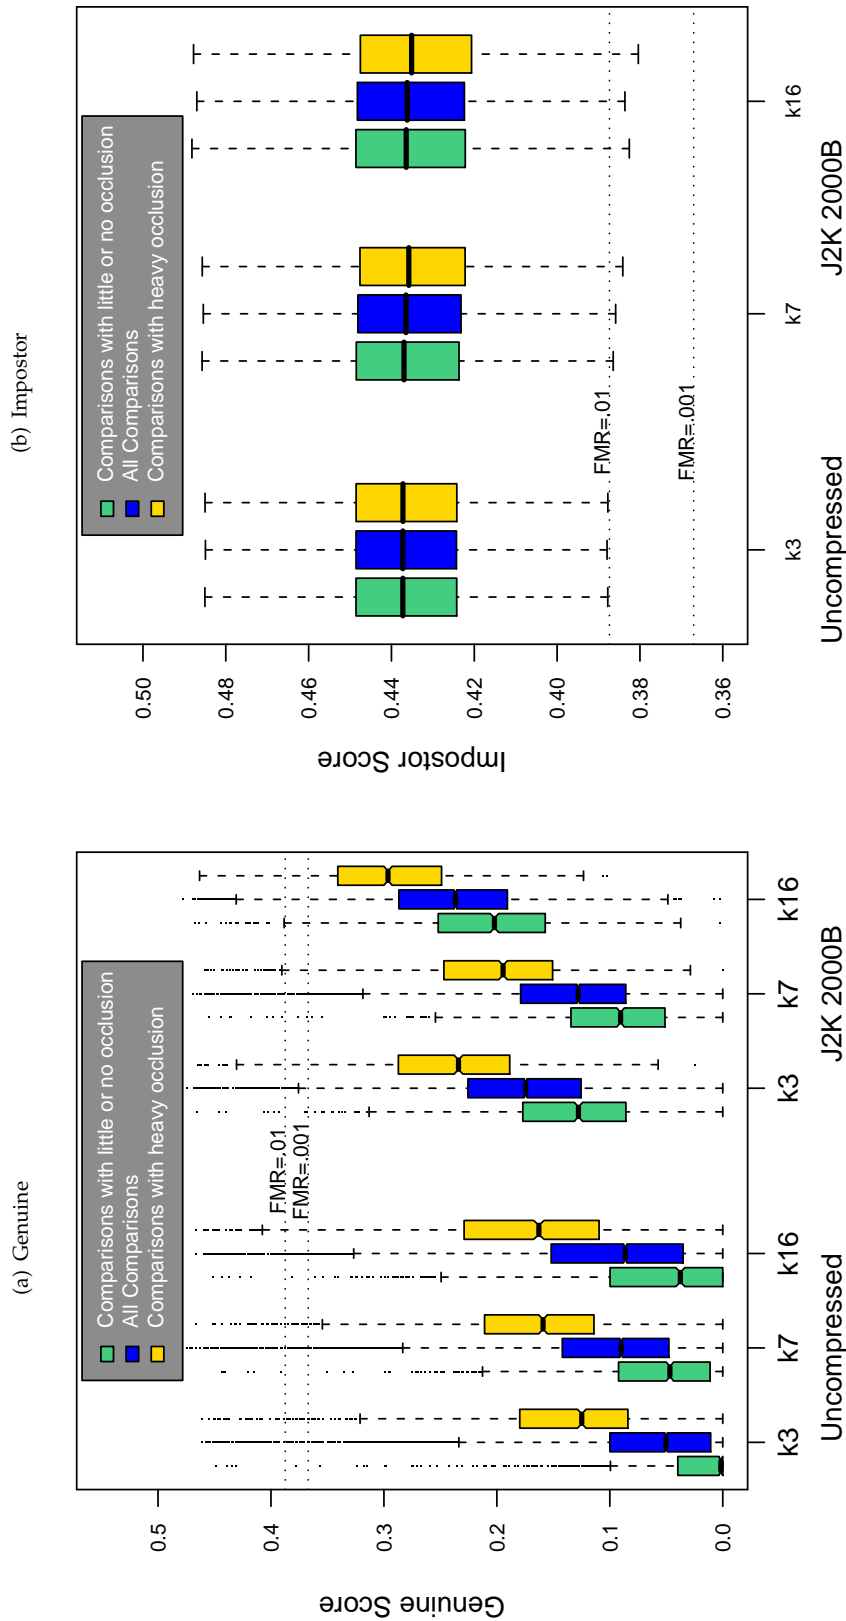 (a) Genuine
Comparisons with little or no occlusion
All Comparisons
Comparisons with heavy occlusion
FMR=.01
FMR=.001
Genuine Score
0.0
0.1
0.2
0.3
0.4
0.5
k3
k7
k16
k3
k7
k16
Uncompressed
J2K 2000B
(b) Impostor
Comparisons with little or no occlusion
All Comparisons
Comparisons with heavy occlusion
FMR=.01
FMR=.001
Impostor Score
0.36
0.38
0.40
0.42
0.44
0.46
0.48
0.50
k3
k7
k16
Uncompressed
J2K 2000B